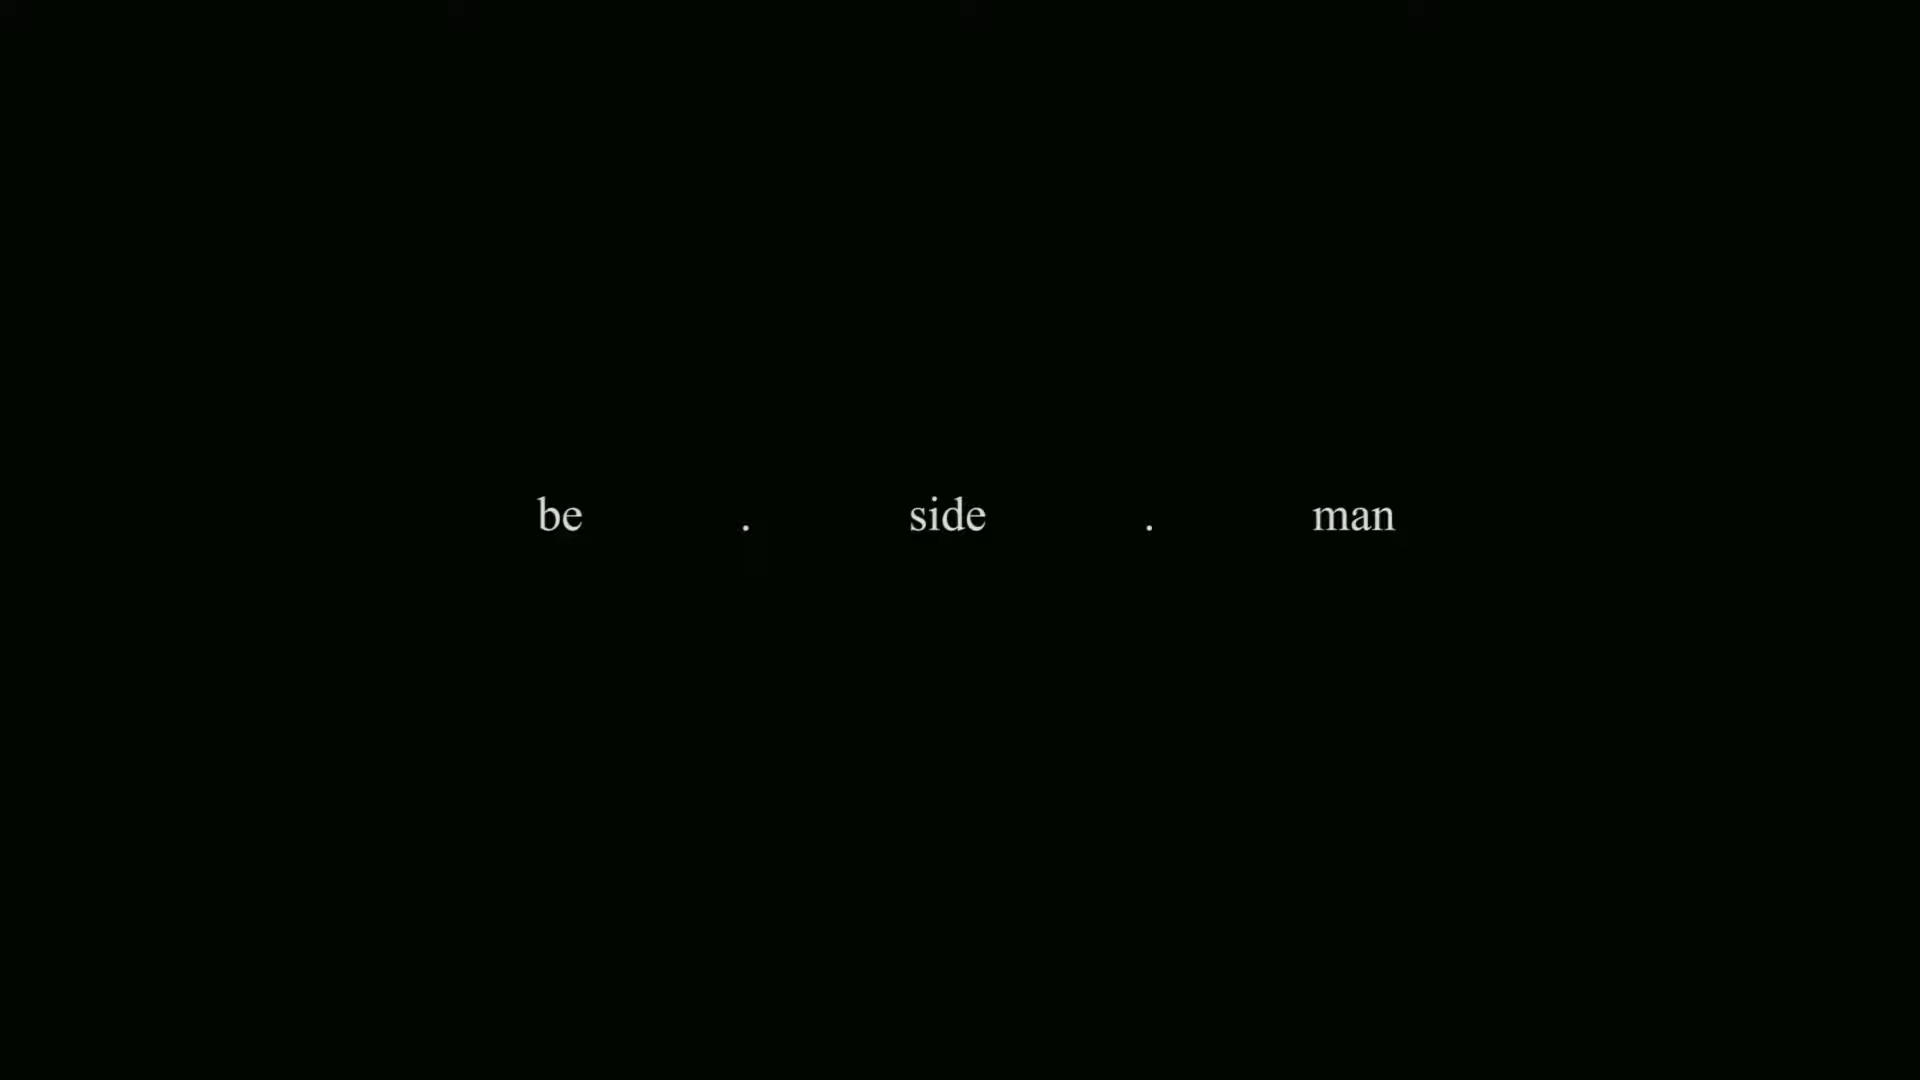 be . side . man